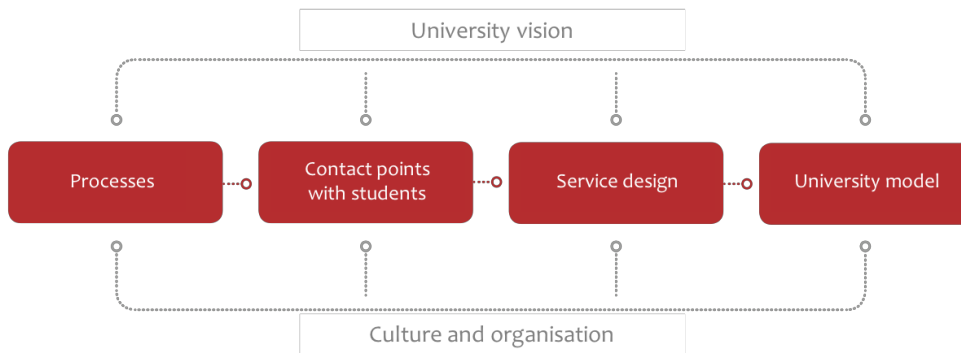 University vision
Processes
Contact points
with students
Service design
University model
Culture and organisation